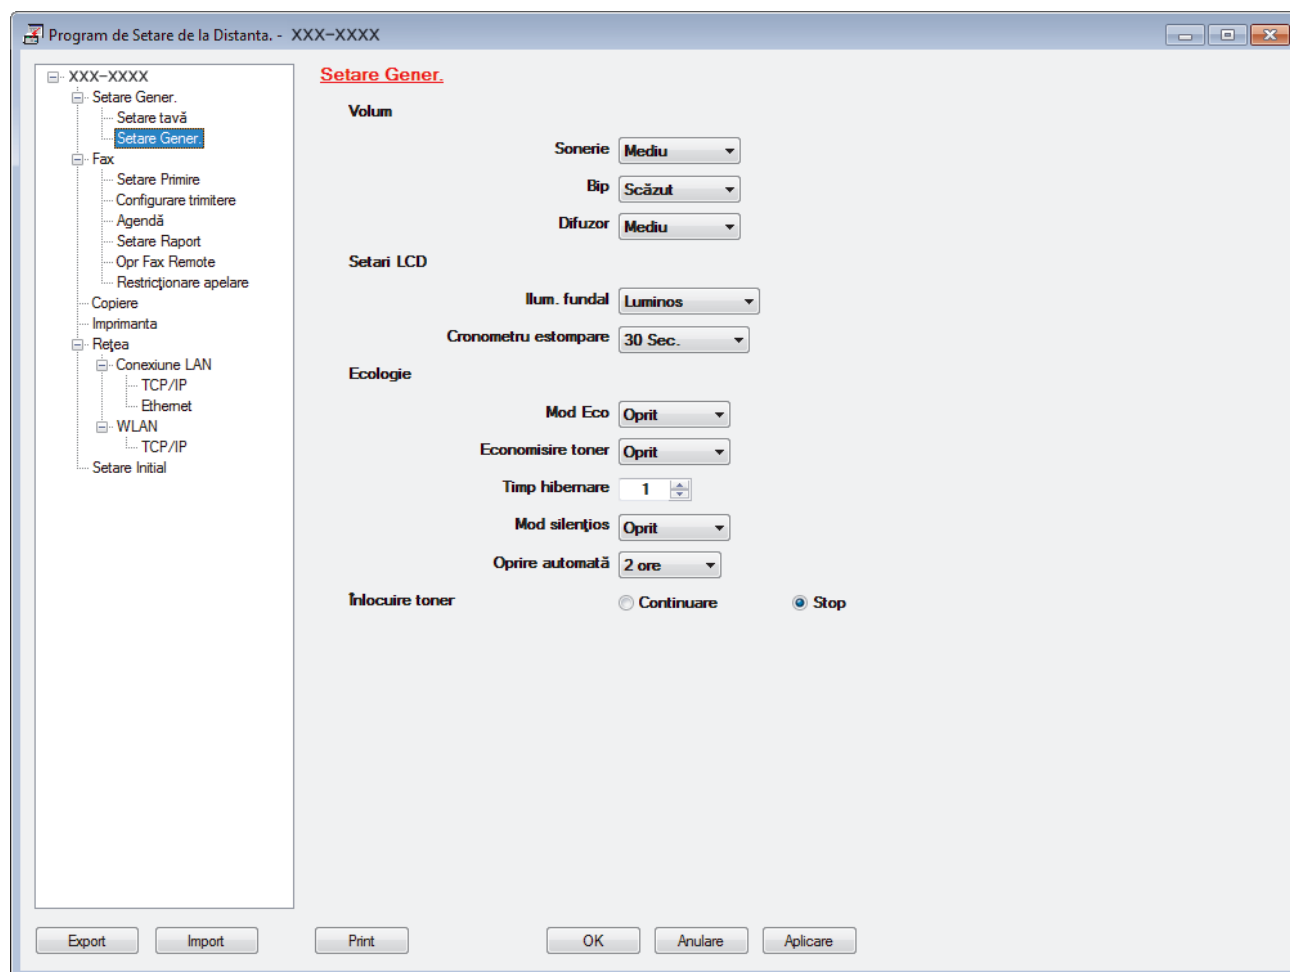 Program de Setare de la Distanta. - XXX-XXXX
XXX-XXXX
Setare Gener.
Setare tavă
Setare Gener.
Fax
Setare Primire
Configurare trimitere
Agendă
Setare Raport
Opr Fax Remote
Restricţionare apelare
Copiere
Imprimanta
Reţea
Conexiune LAN
TCP/IP
Ethernet
WLAN
TCP/IP
Setare Initial
Setare Gener.
Volum
Sonerie Mediu
Bip Scăzut
Difuzor Mediu
Setari LCD
Ilum. fundal Luminos
Cronometru estompare 30 Sec.
Ecologie
Mod Eco Oprit
Economisire toner Oprit
Timp hibernare 1
Mod silenţios Oprit
Oprire automată 2 ore
Înlocuire toner Continuare Stop
Export Import Print OK Anulare Aplicare